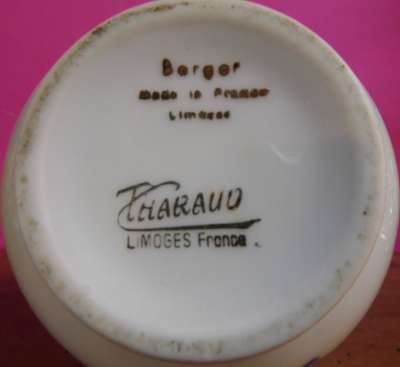 Berger
Made in France
Limoges
THARAUD
LIMOGES France